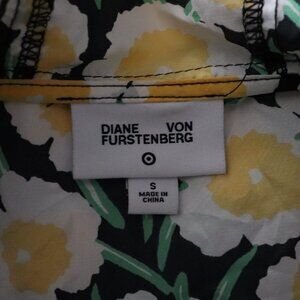 DIANE VON
FURSTENBERG
S
MADE IN
CHINA